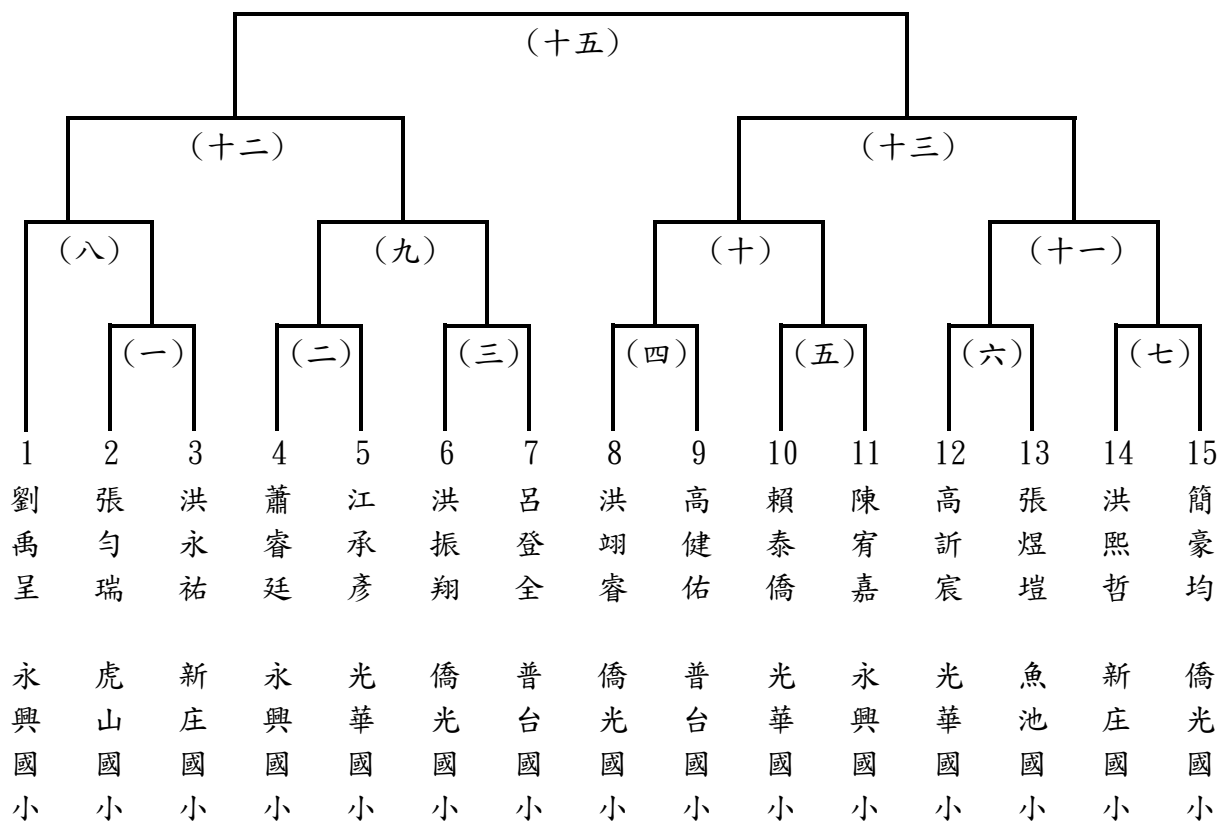 （十五）
（十二） （十三）
（八） （九） （十） （十一）
（一） （二） （三） （四） （五） （六） （七）
1 2 3 4 5 6 7 8 9 10 11 12 13 14 15
劉禹呈 永興國小
張勻瑞 虎山國小
洪永祐 新庄國小
蕭睿廷 永興國小
江承彥 光華國小
洪振翔 僑光國小
呂登全 普台國小
洪翊睿 僑光國小
高健佑 普台國小
賴泰僑 光華國小
陳宥嘉 永興國小
高訢宸 光華國小
張煜塏 魚池國小
洪熙哲 新庄國小
簡豪均 僑光國小